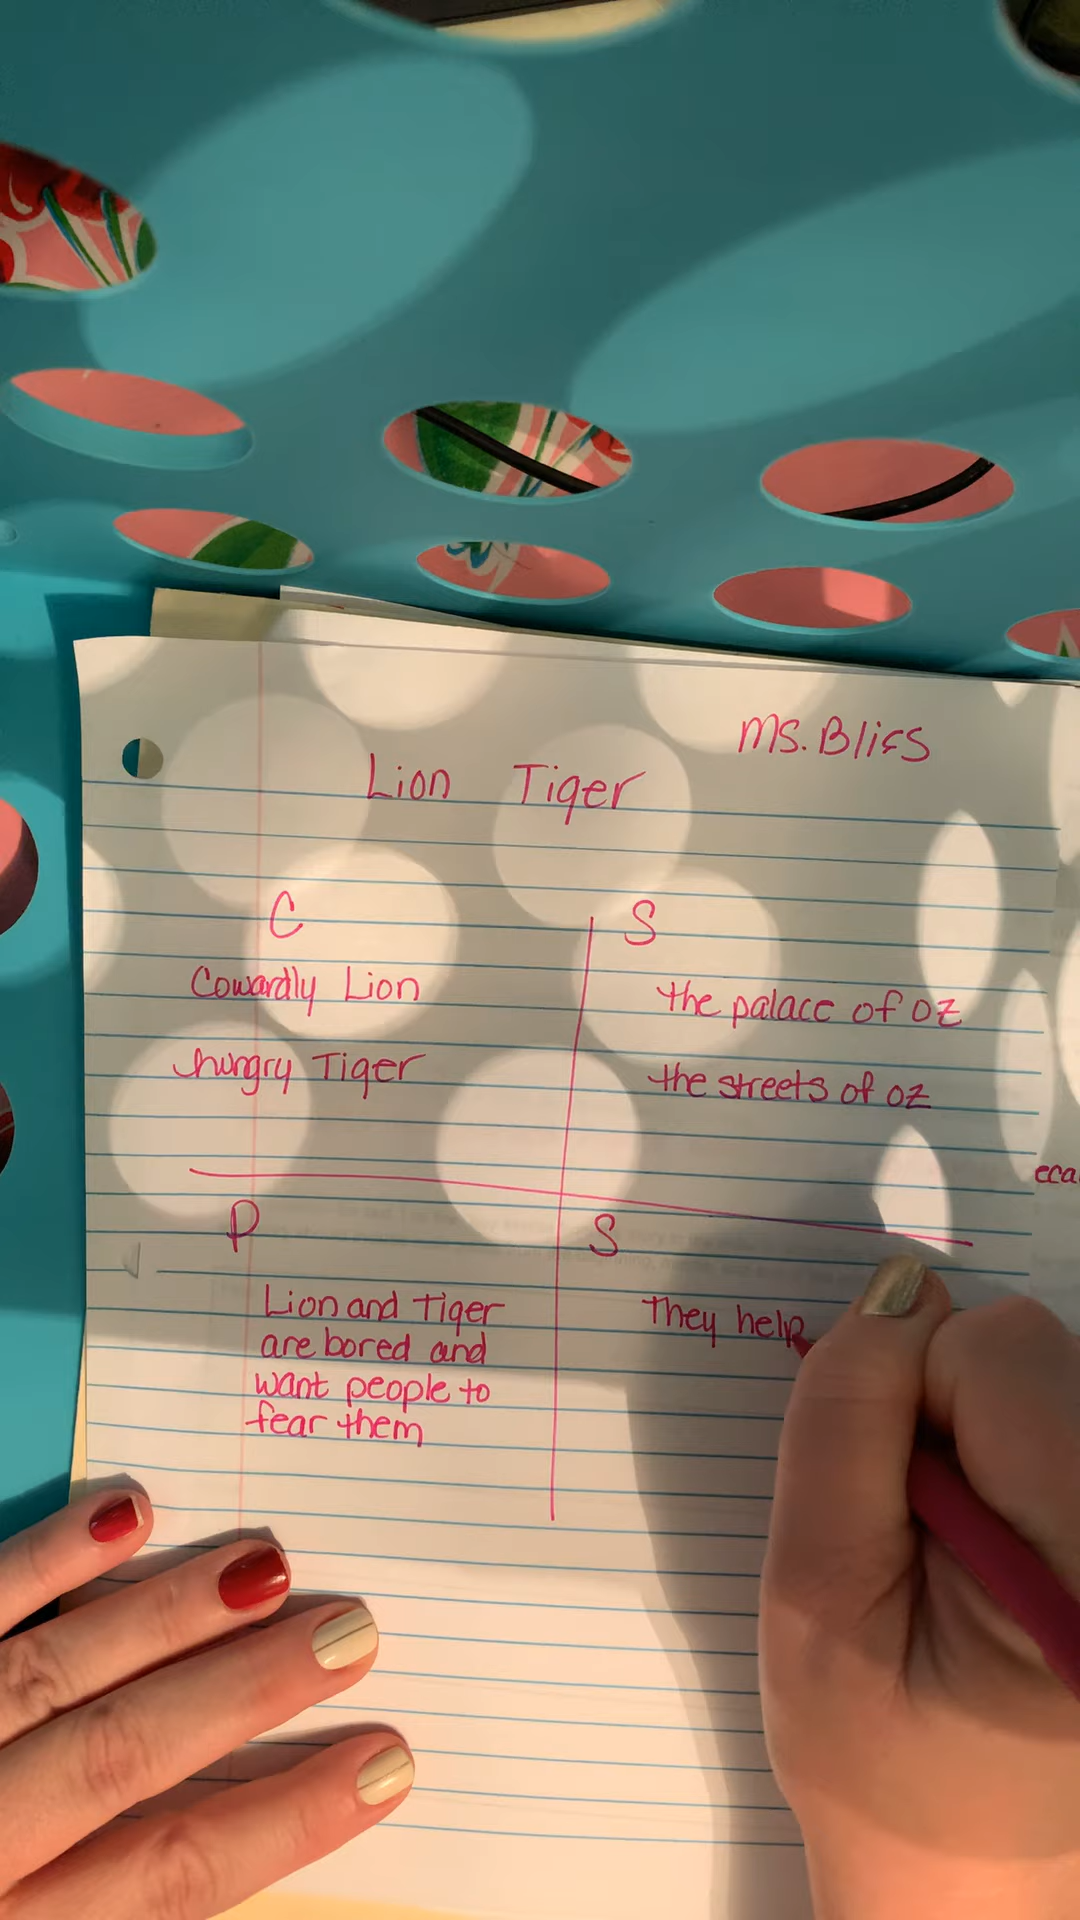 Ms. Bliss
Lion Tiger
C
S
Cowardly Lion
the palace of Oz
hungry Tiger
the streets of Oz
P
S
Lion and Tiger
are bored and
want people to
fear them
They help